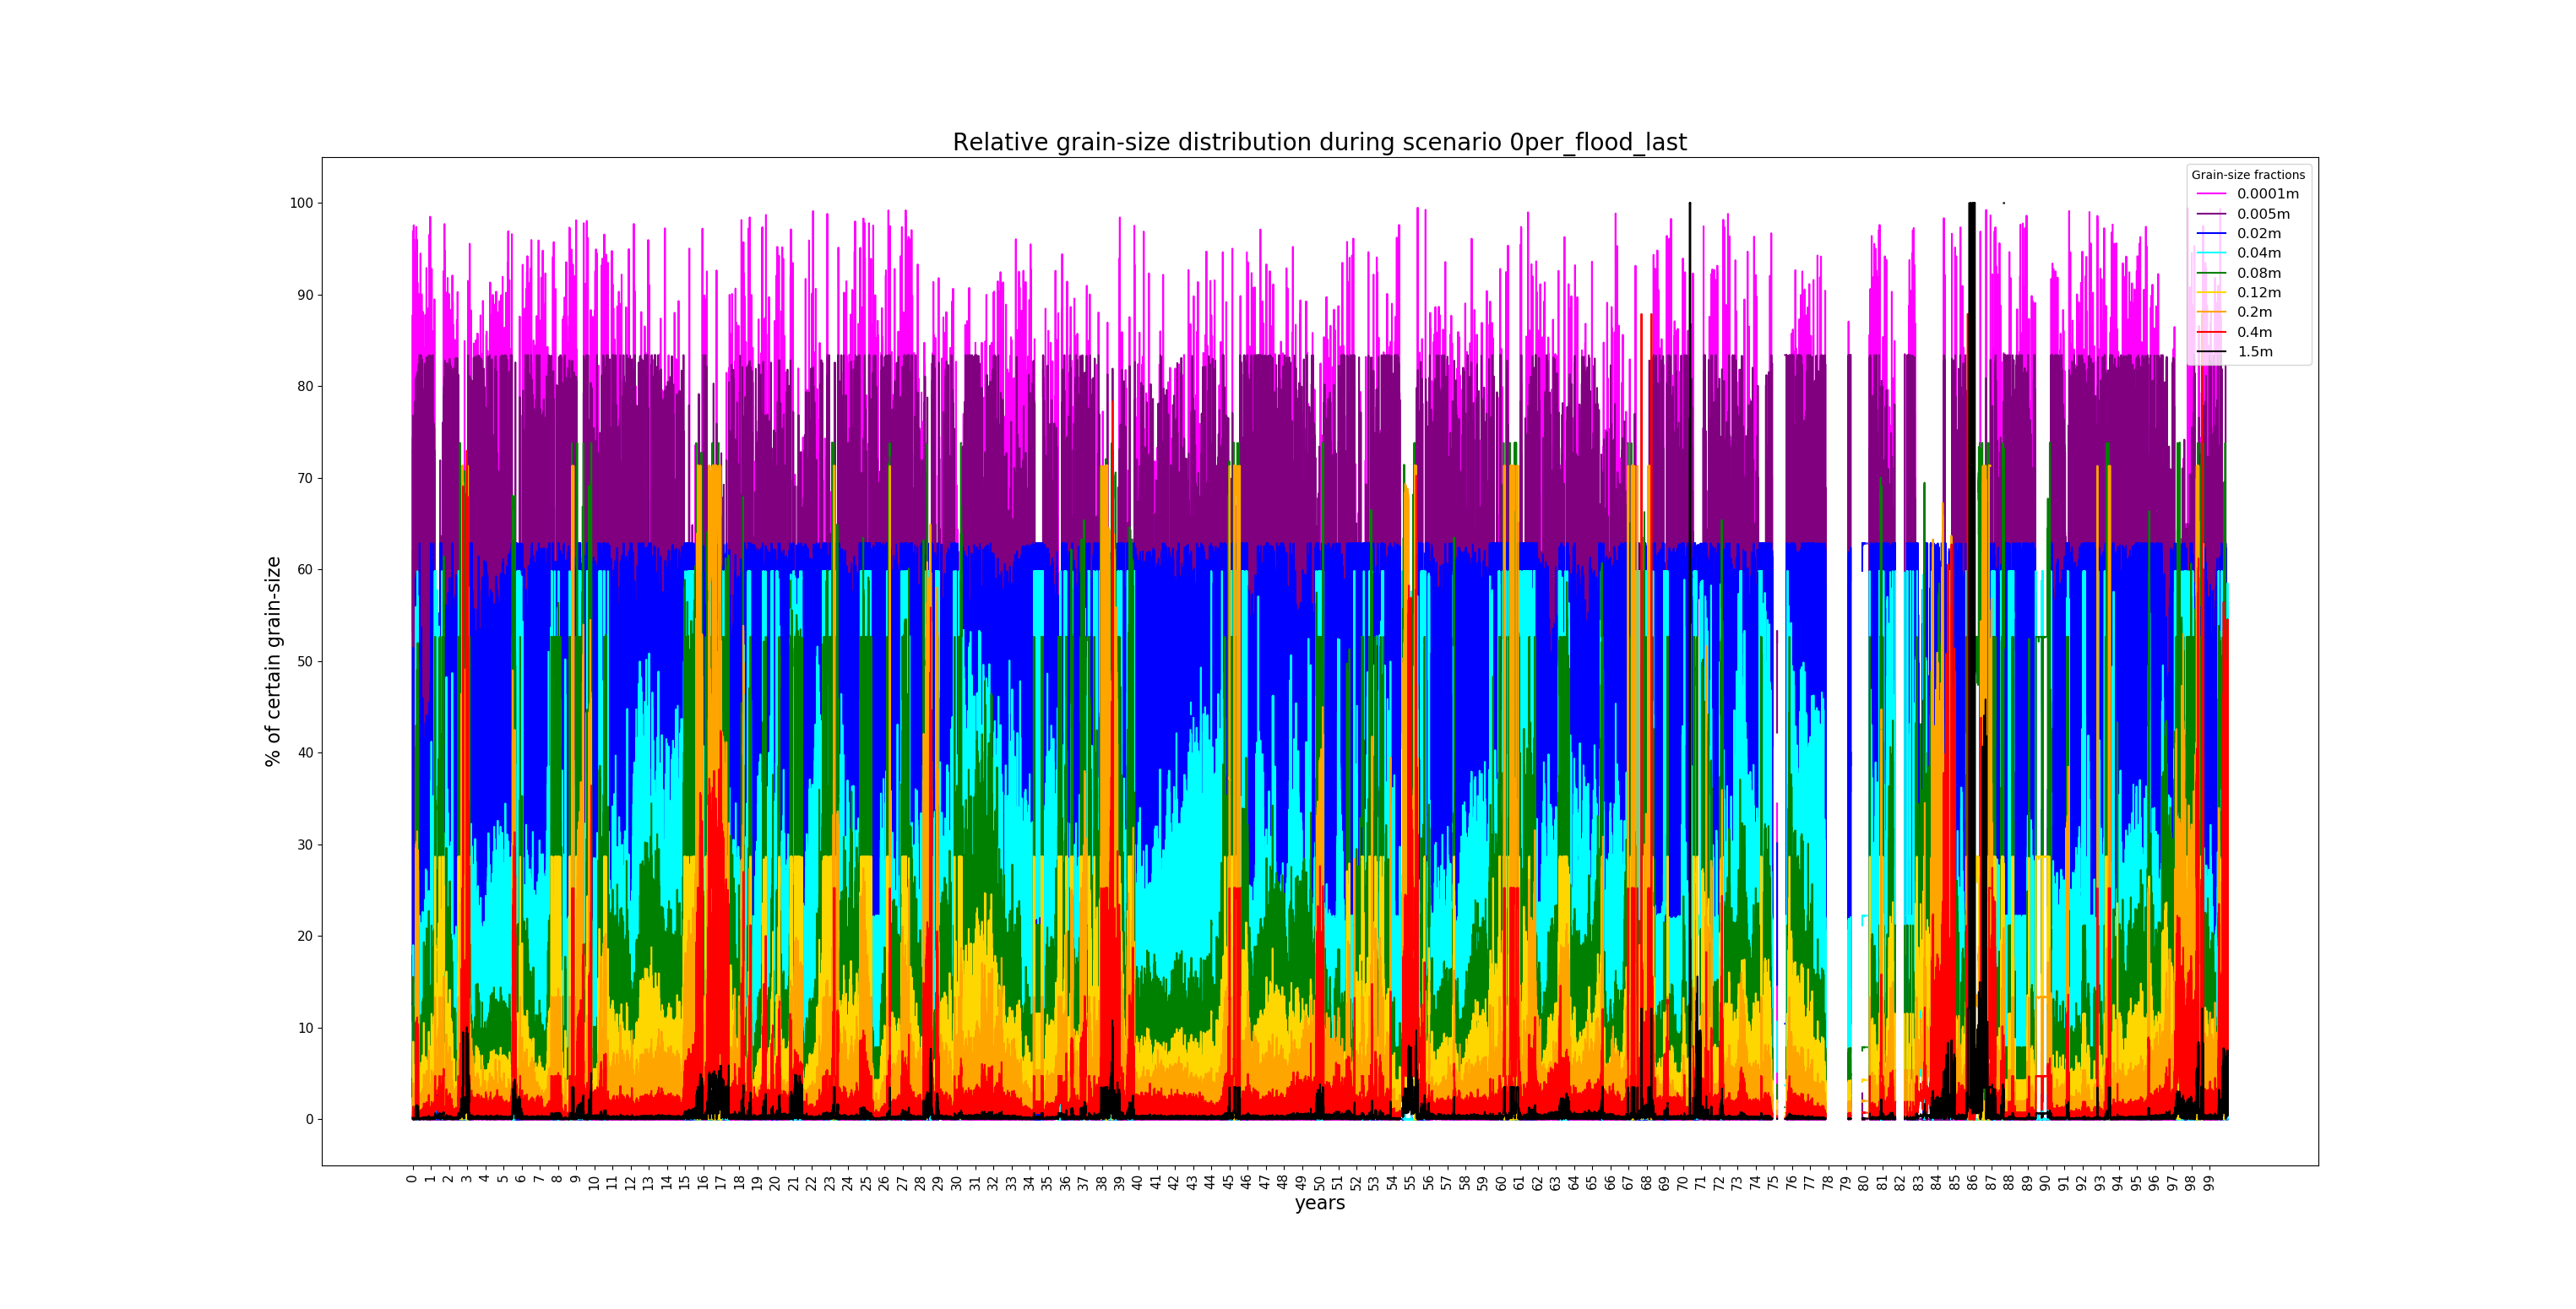 Relative grain-size distribution during scenario 0per_flood_last
Grain-size fractions
0.0001m
0.005m
0.02m
0.04m
0.08m
0.12m
0.2m
0.4m
1.5m
% of certain grain-size
100
90
80
70
60
50
40
30
20
10
0
0 1 2 3 4 5 6 7 8 9 10 11 12 13 14 15 16 17 18 19 20 21 22 23 24 25 26 27 28 29 30 31 32 33 34 35 36 37 38 39 40 41 42 43 44 45 46 47 48 49 50 51 52 53 54 55 56 57 58 59 60 61 62 63 64 65 66 67 68 69 70 71 72 73 74 75 76 77 78 79 80 81 82 83 84 85 86 87 88 89 90 91 92 93 94 95 96 97 98 99
years